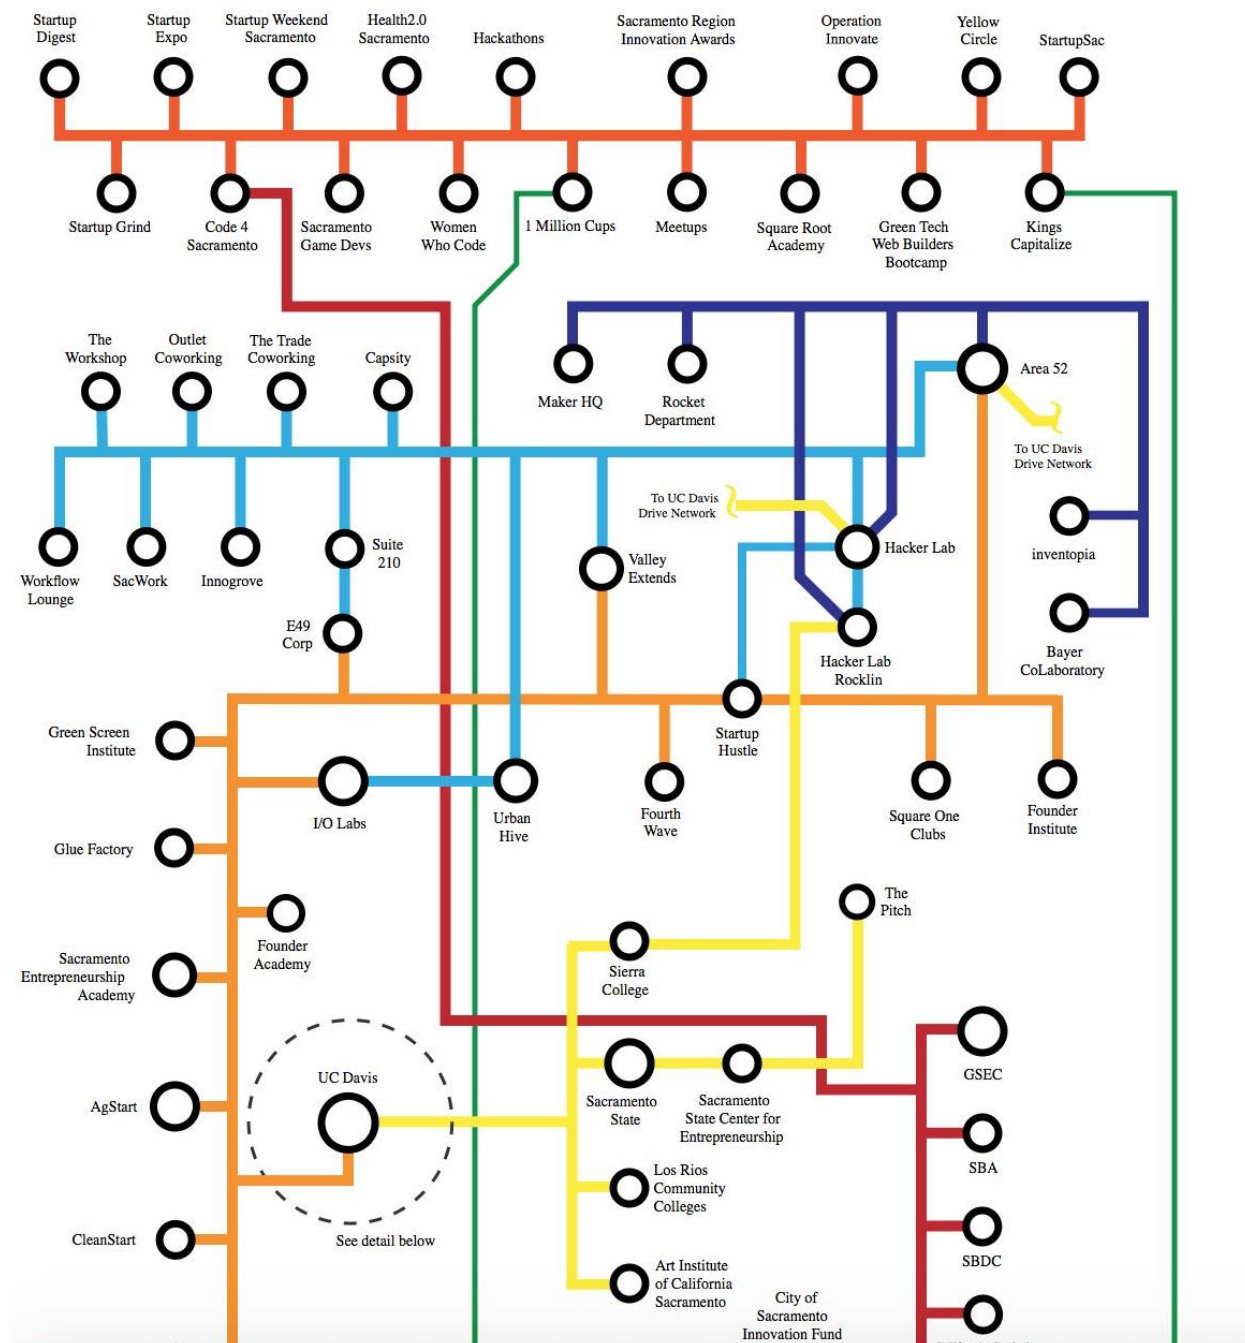 Startup
Digest
Startup
Expo
Startup Weekend
Sacramento
Health2.0
Sacramento
Hackathons
Sacramento Region
Innovation Awards
Operation
Innovate
Yellow
Circle
StartupSac
Startup Grind
Code 4
Sacramento
Sacramento
Game Devs
Women
Who Code
1 Million Cups
Meetups
Square Root
Academy
Green Tech
Web Builders
Bootcamp
Kings
Capitalize
The
Workshop
Outlet
Coworking
The Trade
Coworking
Capsity
Maker HQ
Rocket
Department
Area 52
To UC Davis
Drive Network
To UC Davis
Drive Network
Workflow
Lounge
SacWork
Innogrove
Suite
210
Valley
Extends
Hacker Lab
inventopia
E49
Corp
Hacker Lab
Rocklin
Bayer
CoLaboratory
Green Screen
Institute
Startup
Hustle
I/O Labs
Urban
Hive
Fourth
Wave
Square One
Clubs
Founder
Institute
Glue Factory
Founder
Academy
The
Pitch
Sacramento
Entrepreneurship
Academy
Sierra
College
UC Davis
GSEC
AgStart
Sacramento
State
Sacramento
State Center for
Entrepreneurship
SBA
Los Rios
Community
Colleges
CleanStart
See detail below
SBDC
Art Institute
of California
Sacramento
City of
Sacramento
Innovation Fund